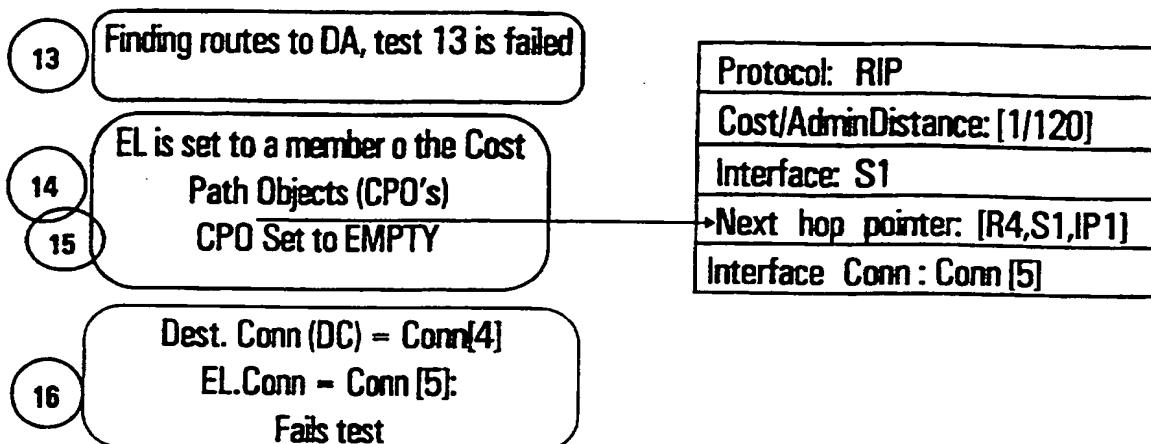 13
Finding routes to DA, test 13 is failed
14
15
EL is set to a member o the Cost
Path Objects (CPO's)
CPO Set to EMPTY
16
Dest. Conn (DC) = Conn[4]
EL.Conn = Conn [5]:
Fails test
Protocol: RIP
Cost/AdminDistance: [1/120]
Interface: S1
Next hop pointer: [R4,S1,IP1]
Interface Conn : Conn [5]